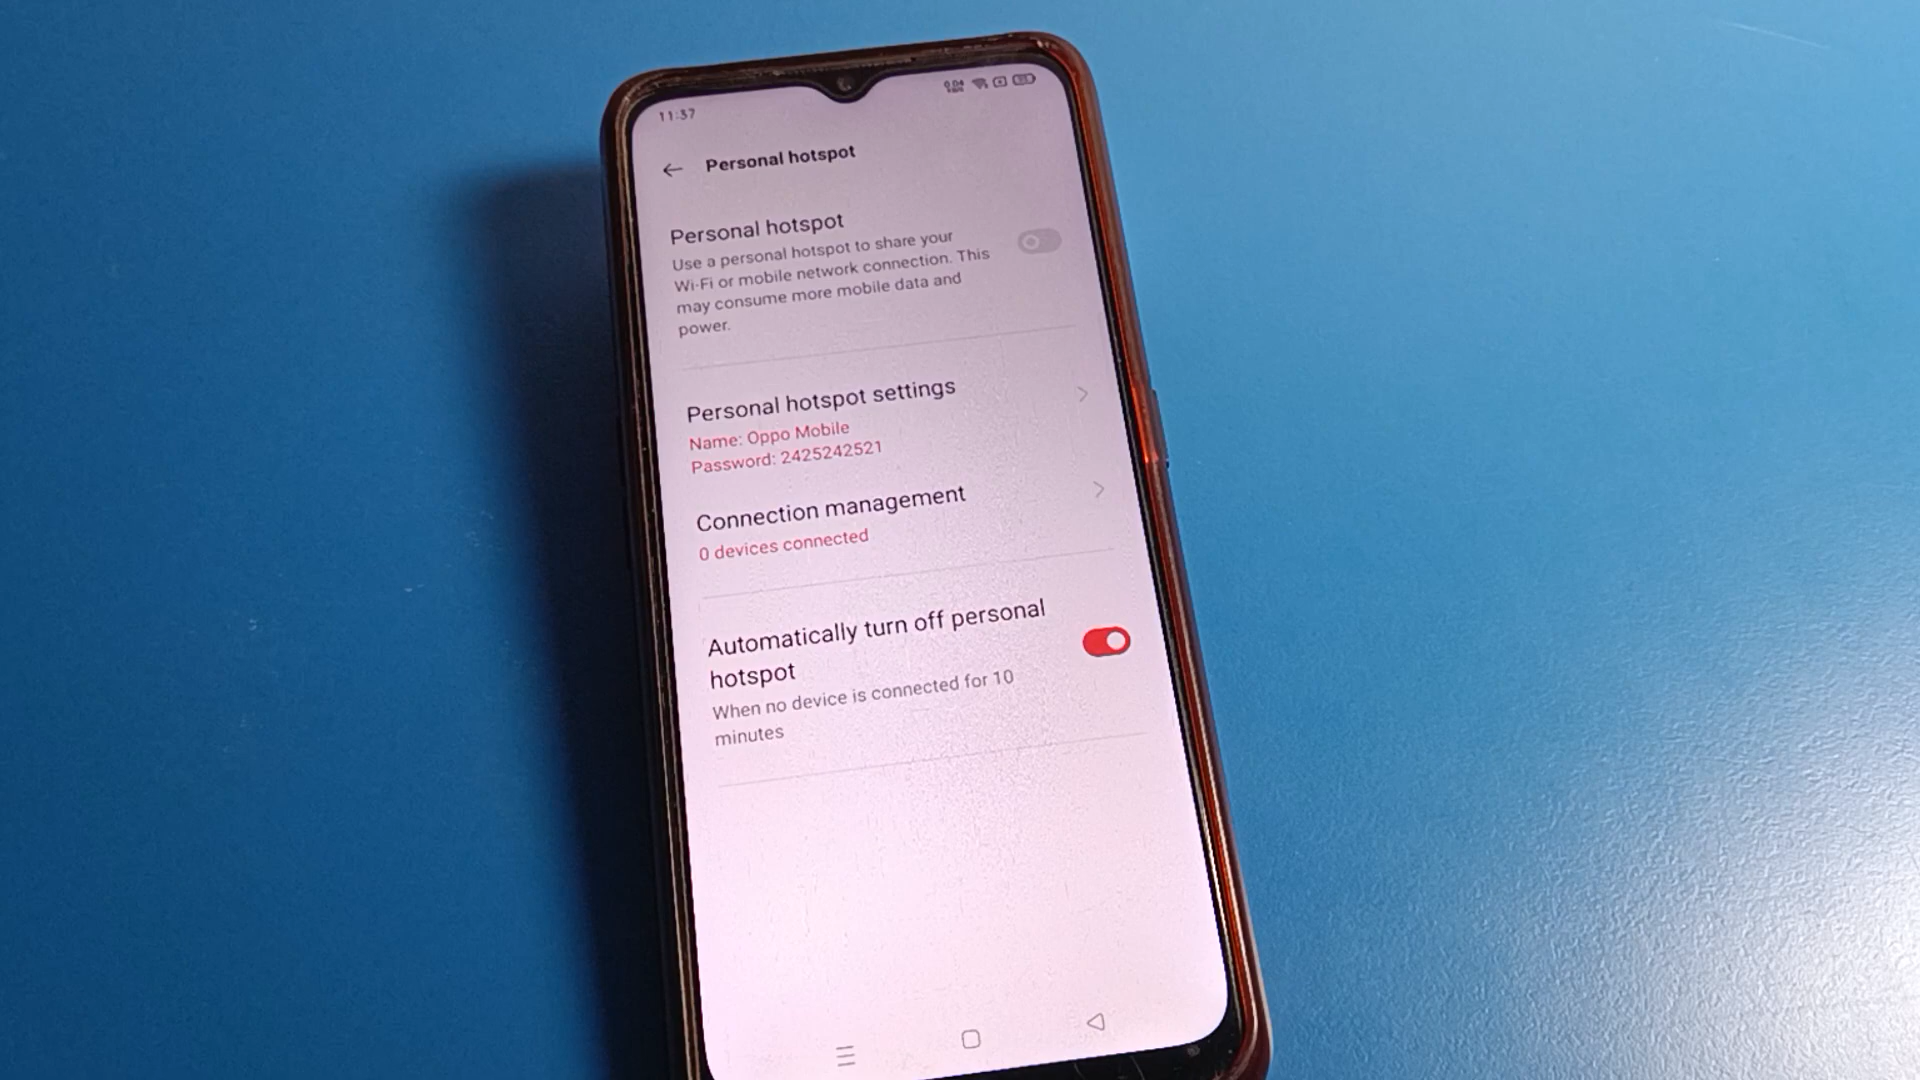 11:37
Personal hotspot
Personal hotspot
Use a personal hotspot to share your
Wi-Fi or mobile network connection. This
may consume more mobile data and
power.
Personal hotspot settings
Name: Oppo Mobile
Password: 2425242521
Connection management
0 devices connected
Automatically turn off personal
hotspot
When no device is connected for 10
minutes